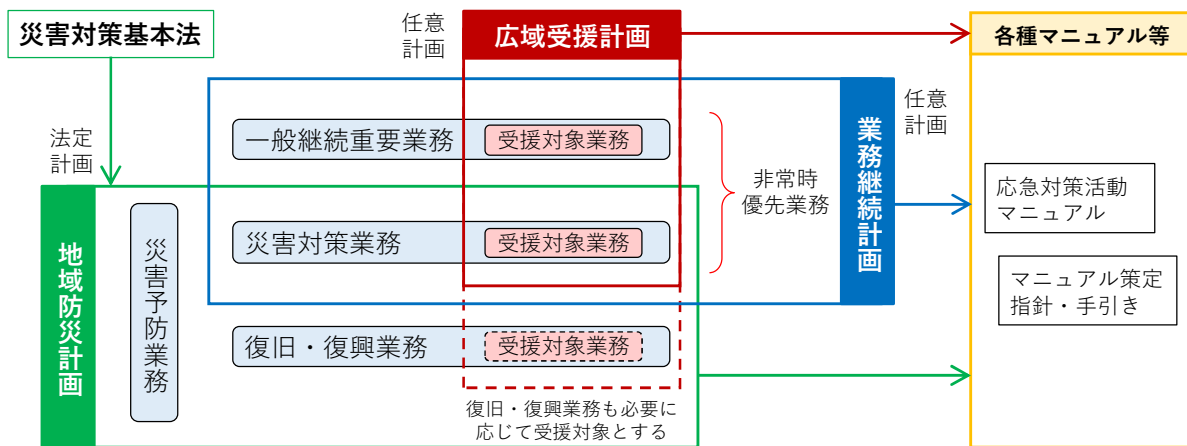 災害対策基本法
任意
計画
広域受援計画
各種マニュアル等
法定
計画
任意
計画
一般継続重要業務
受援対象業務
非常時
優先業務
業務継続計画
応急対策活動
マニュアル
地域防災計画
災害予防業務
災害対策業務
受援対象業務
マニュアル策定
指針・手引き
復旧・復興業務
受援対象業務
復旧・復興業務も必要に
応じて受援対象とする